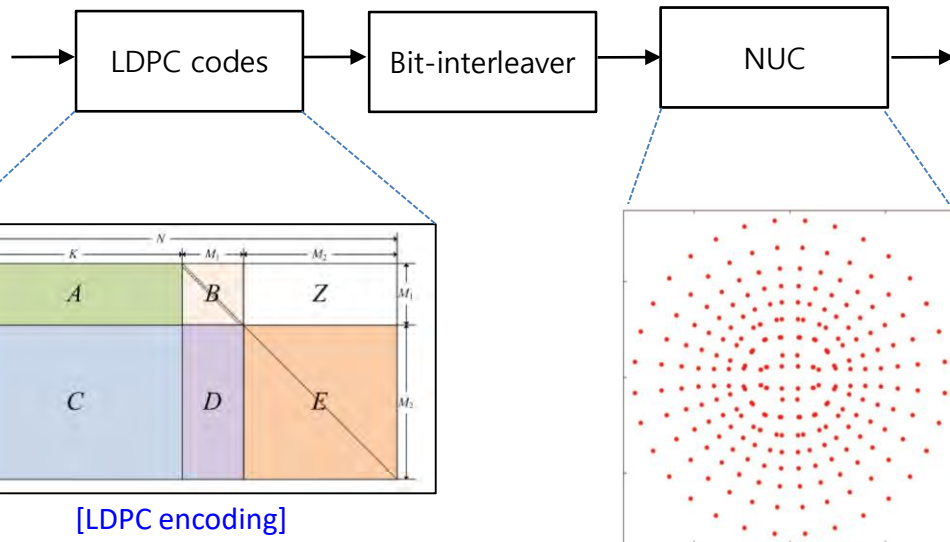 LDPC codes
Bit-interleaver
NUC
N
K
M₁
M₂
A
B
Z
M₁
C
D
E
M₂
[LDPC encoding]